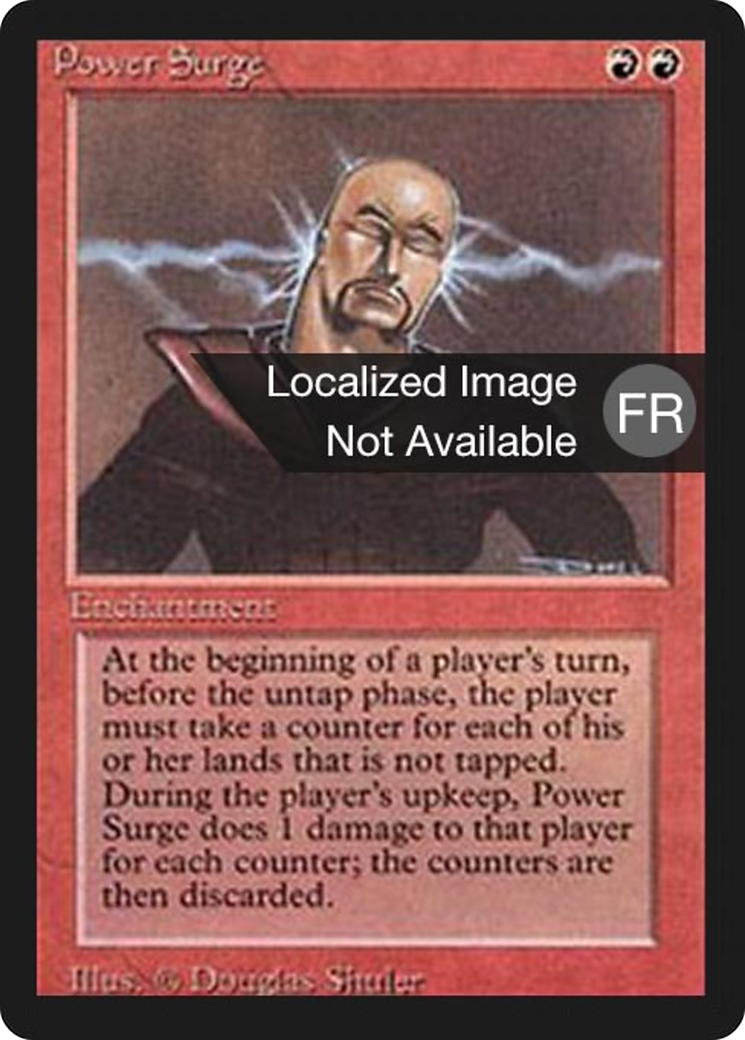 Power Surge
Localized Image
Not Available
FR
Enchantment
At the beginning of a player's turn,
before the untap phase, the player
must take a counter for each of his
or her lands that is not tapped.
During the player's upkeep, Power
Surge does 1 damage to that player
for each counter; the counters are
then discarded.
Illus. © Douglas Shuler